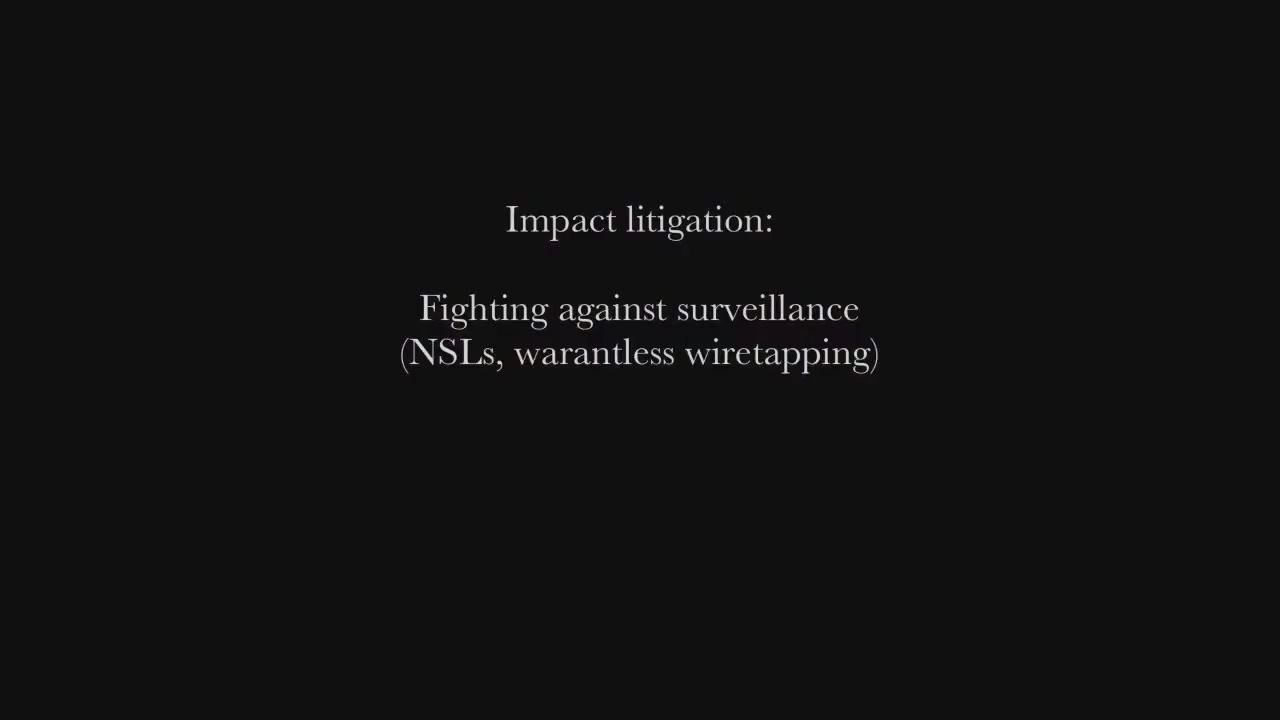 Impact litigation:
Fighting against surveillance
(NSLs, warantless wiretapping)